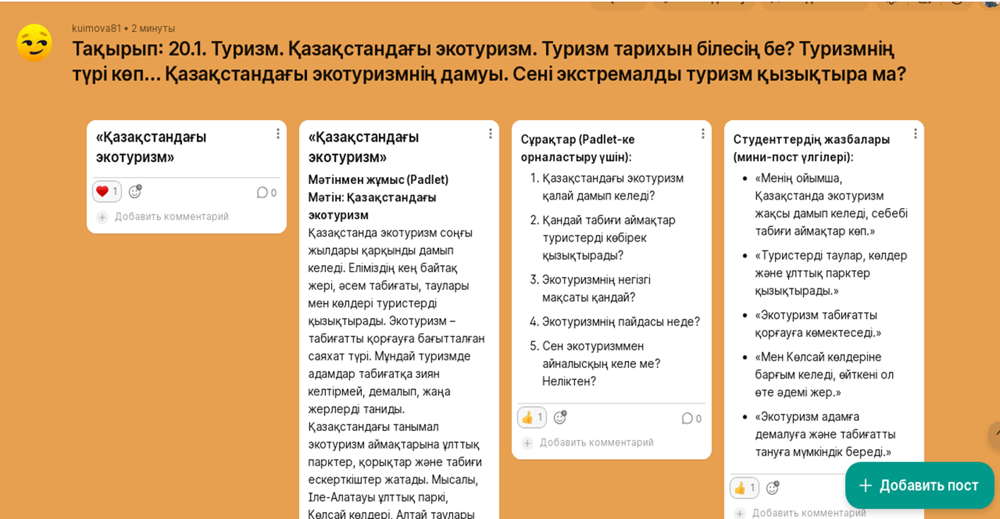 kuimova81 • 2 минуты
Тақырып: 20.1. Туризм. Қазақстандағы экотуризм. Туризм тарихын білесің бе? Туризмнің
түрі көп... Қазақстандағы экотуризмнің дамуы. Сені экстремалды туризм қызықтыра ма?
«Қазақстандағы
экотуризм»
1
0
Добавить комментарий
«Қазақстандағы
экотуризм»
Мәтінмен жұмыс (Padlet)
Мәтін: Қазақстандағы
экотуризм
Қазақстанда экотуризм соңғы
жылдары қарқынды дамып
келеді. Еліміздің кең байтақ
жері, әсем табиғаты, таулары
мен көлдері туристерді
қызықтырады. Экотуризм –
табиғатты қорғауға бағытталған
саяхат түрі. Мұндай туризмде
адамдар табиғатқа зиян
келтірмей, демалып, жаңа
жерлерді таниды.
Қазақстандағы танымал
экотуризм аймақтарына ұлттық
парктер, қорықтар және табиғи
ескерткіштер жатады. Мысалы,
Іле-Алатауы ұлттық паркі,
Көлсай көлдері, Алтай таулары
Сұрақтар (Padlet-ке
орналастыру үшін):
1. Қазақстандағы экотуризм
қалай дамып келеді?
2. Қандай табиғи аймақтар
туристерді көбірек
қызықтырады?
3. Экотуризмнің негізгі
мақсаты қандай?
4. Экотуризмнің пайдасы неде?
5. Сен экотуризммен
айналысқың келе ме?
Неліктен?
1
0
Добавить комментарий
Студенттердің жазбалары
(мини-пост үлгілері):
• «Менің ойымша,
Қазақстанда экотуризм
жақсы дамып келеді, себебі
табиғи аймақтар көп.»
• «Туристерді таулар, көлдер
және ұлттық парктер
қызықтырады.»
• «Экотуризм табиғатты
қорғауға көмектеседі.»
• «Мен Көлсай көлдеріне
барғым келеді, өйткені ол
өте әдемі жер.»
• «Экотуризм адамға
демалуға және табиғатты
тануға мүмкіндік береді.»
1
Добавить комментарий
+ Добавить пост